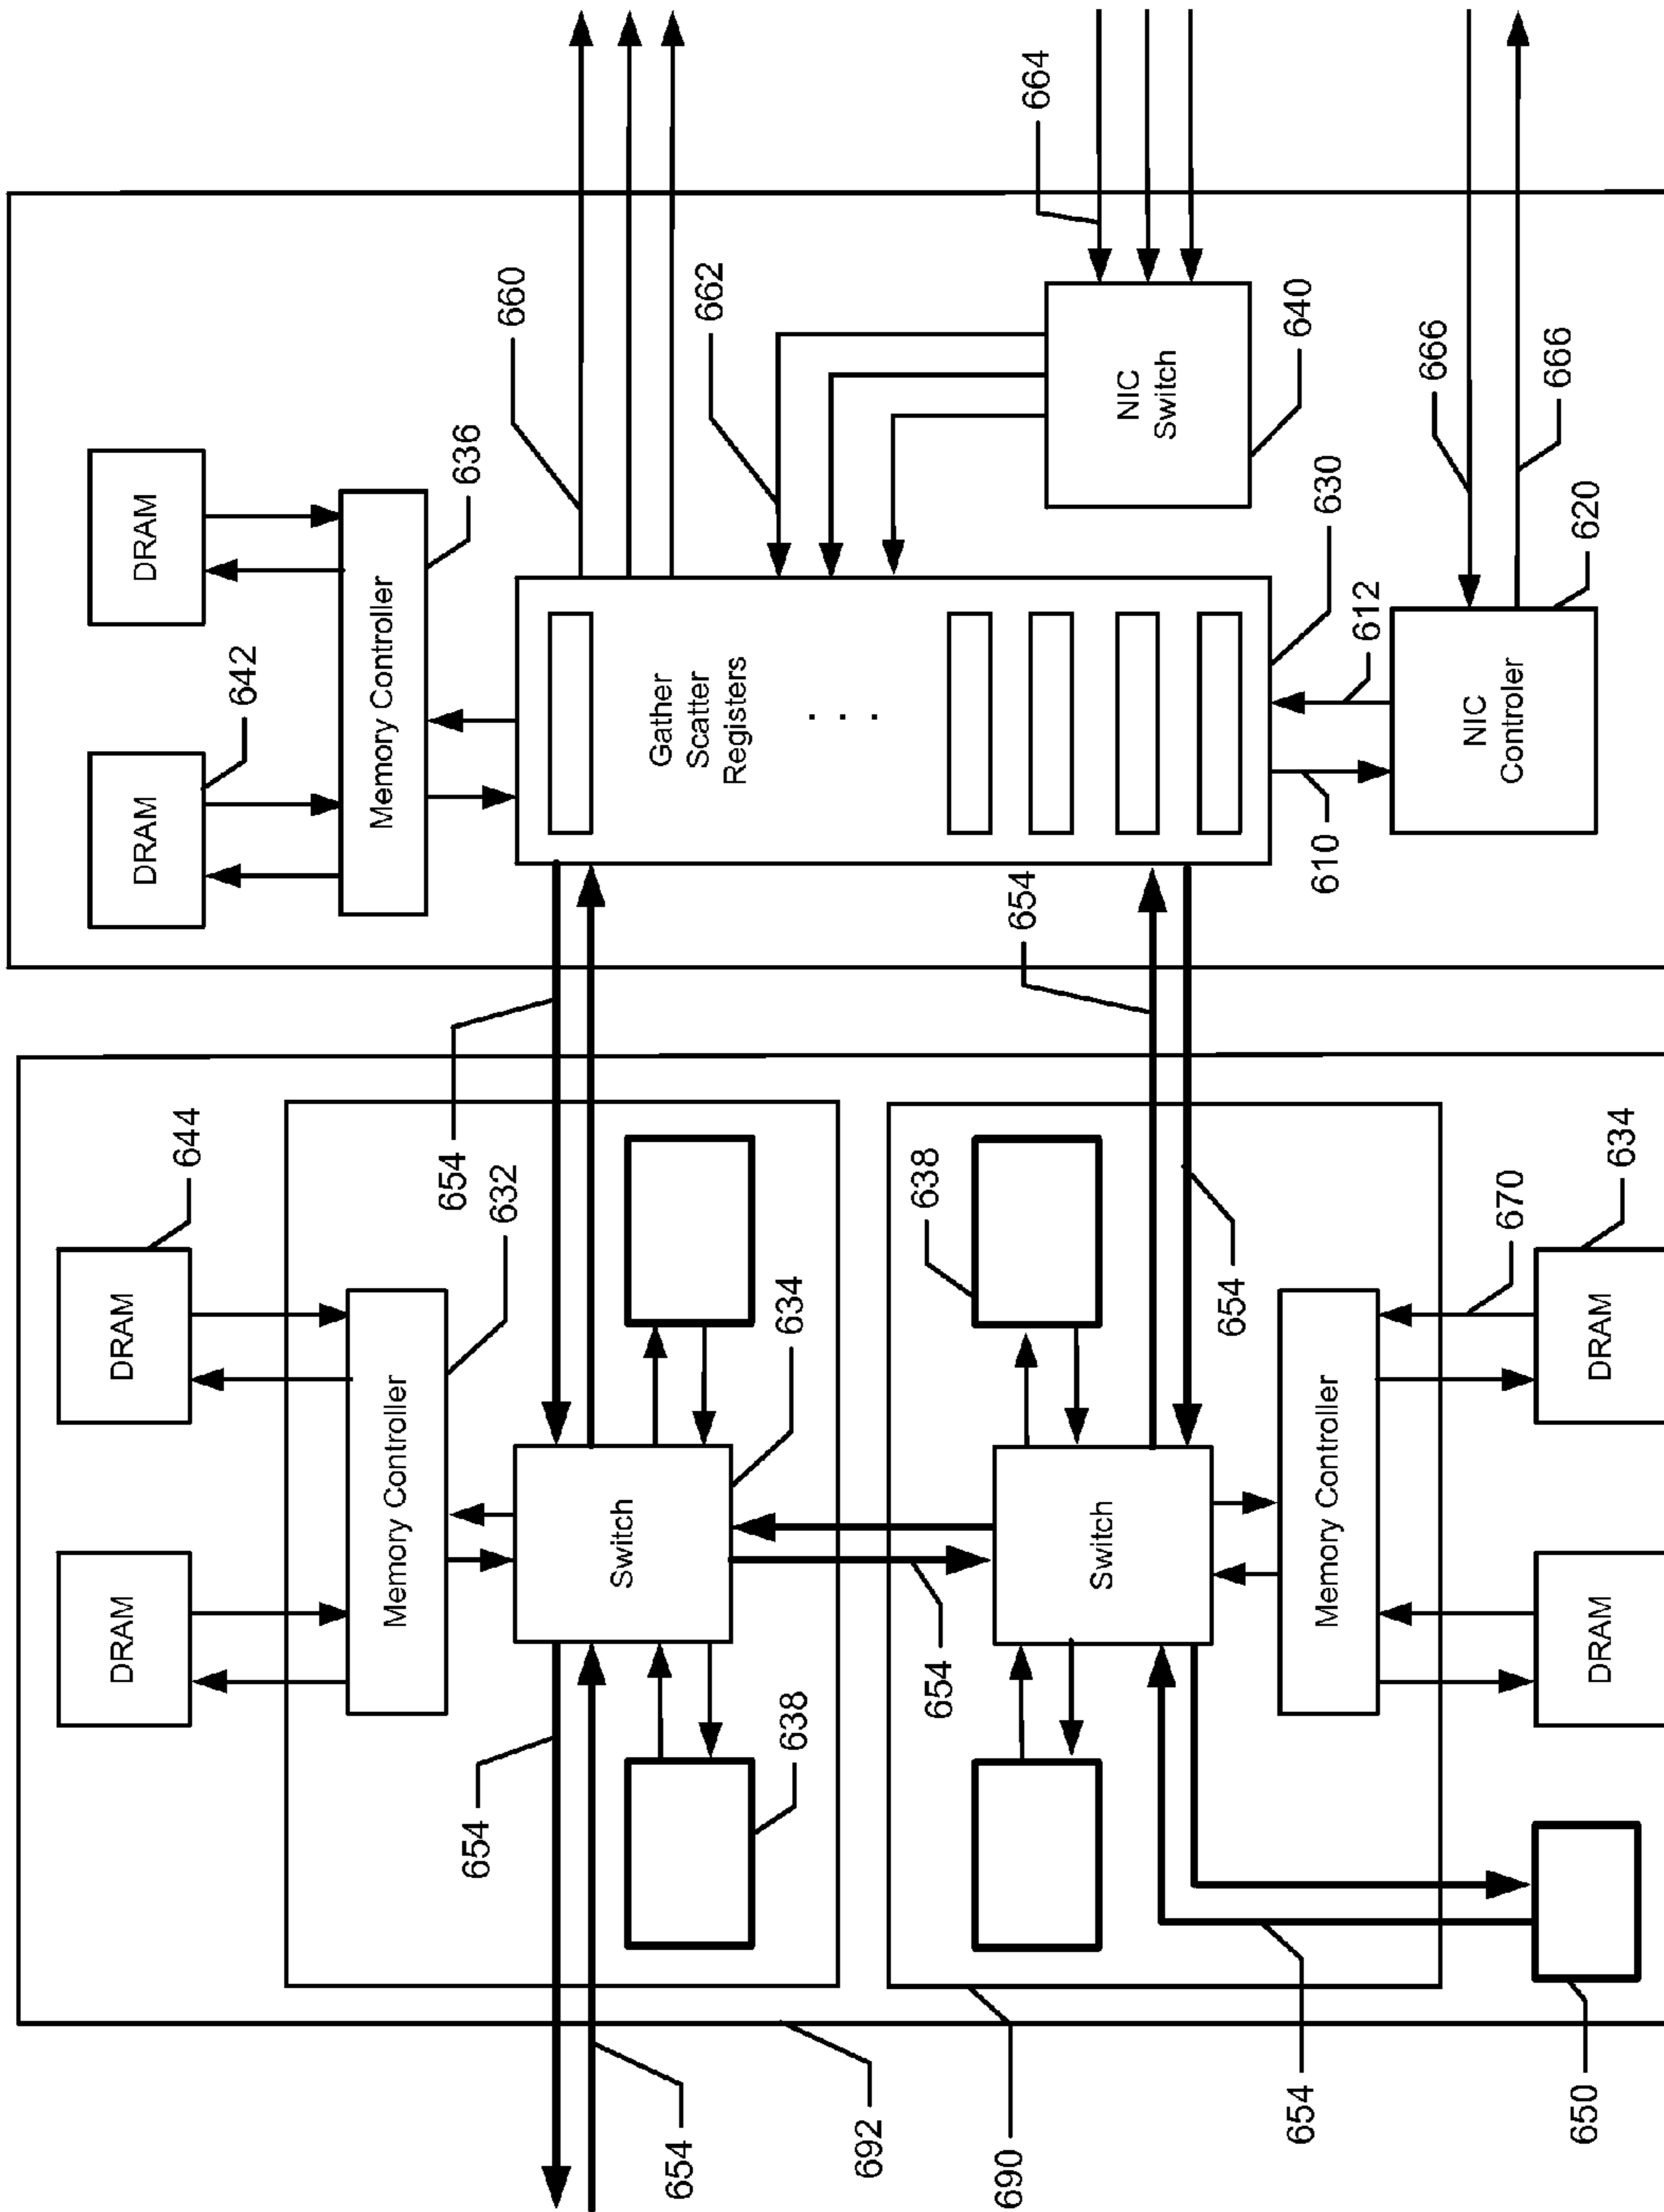 DRAM
DRAM
DRAM
DRAM
644
642
Memory Controller
Memory Controller
654
636
654
632
660
Switch
Gather
Scatter
Registers
654
638
634
662
. . .
692
654
638
690
654
664
Switch
NIC
Switch
640
654
654
610
Memory Controller
630
612
666
NIC
Controler
670
666
650
DRAM
DRAM
620
634